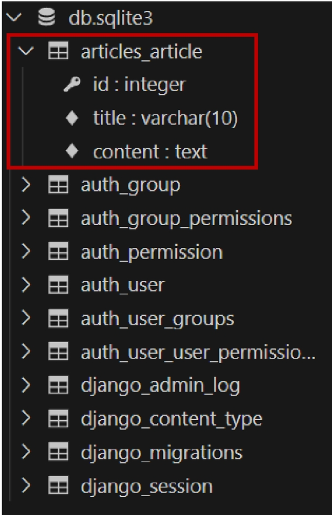 db.sqlite3
articles_article
id : integer
title : varchar(10)
content : text
auth_group
auth_group_permissions
auth_permission
auth_user
auth_user_groups
auth_user_user_permissio...
django_admin_log
django_content_type
django_migrations
django_session